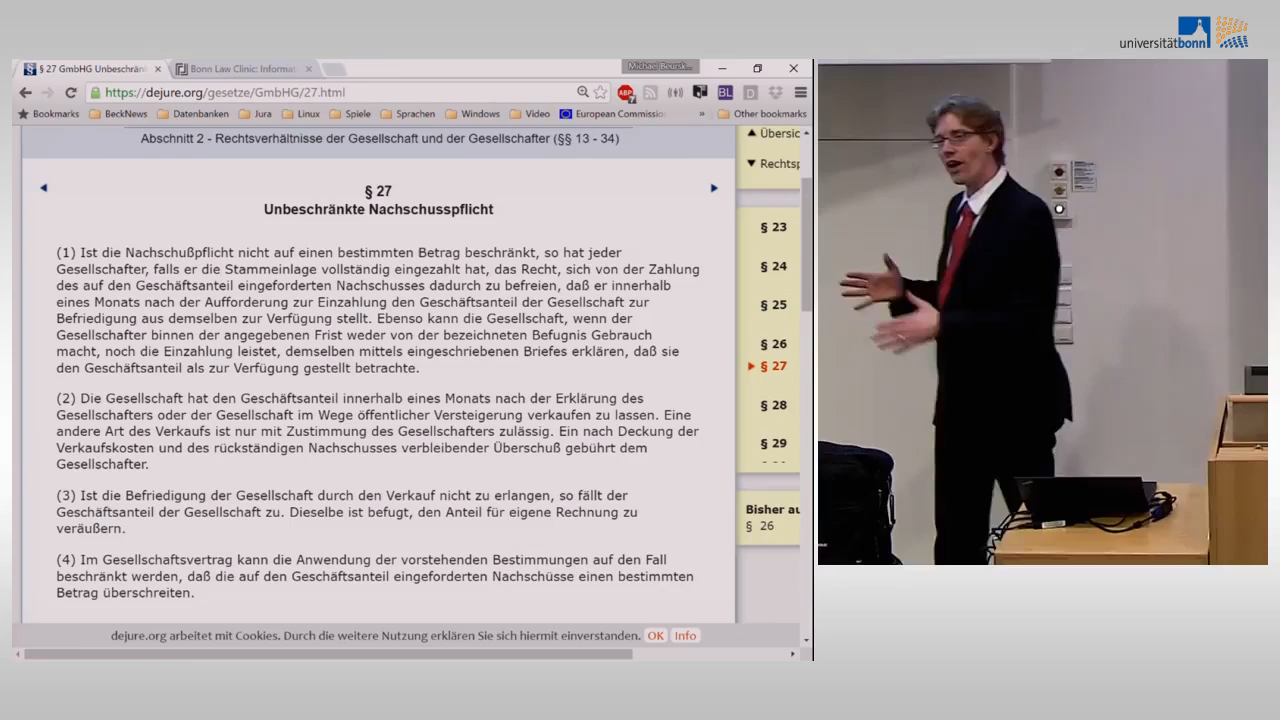 universitätbonn
§ 27 GmbHG Unbeschränk
Bonn Law Clinic: Informat
Michael Beursk...
https://dejure.org/gesetze/GmbHG/27.html
ABP
7
BL
D
Bookmarks
BeckNews
Datenbanken
Jura
Linux
Spiele
Sprachen
Windows
Video
European Commissio
»
Other bookmarks
Abschnitt 2 - Rechtsverhältnisse der Gesellschaft und der Gesellschafter (§§ 13 - 34)
§ 27
Unbeschränkte Nachschusspflicht
(1) Ist die Nachschußpflicht nicht auf einen bestimmten Betrag beschränkt, so hat jeder
Gesellschafter, falls er die Stammeinlage vollständig eingezahlt hat, das Recht, sich von der Zahlung
des auf den Geschäftsanteil eingeforderten Nachschusses dadurch zu befreien, daß er innerhalb
eines Monats nach der Aufforderung zur Einzahlung den Geschäftsanteil der Gesellschaft zur
Befriedigung aus demselben zur Verfügung stellt. Ebenso kann die Gesellschaft, wenn der
Gesellschafter binnen der angegebenen Frist weder von der bezeichneten Befugnis Gebrauch
macht, noch die Einzahlung leistet, demselben mittels eingeschriebenen Briefes erklären, daß sie
den Geschäftsanteil als zur Verfügung gestellt betrachte.
(2) Die Gesellschaft hat den Geschäftsanteil innerhalb eines Monats nach der Erklärung des
Gesellschafters oder der Gesellschaft im Wege öffentlicher Versteigerung verkaufen zu lassen. Eine
andere Art des Verkaufs ist nur mit Zustimmung des Gesellschafters zulässig. Ein nach Deckung der
Verkaufskosten und des rückständigen Nachschusses verbleibender Überschuß gebührt dem
Gesellschafter.
(3) Ist die Befriedigung der Gesellschaft durch den Verkauf nicht zu erlangen, so fällt der
Geschäftsanteil der Gesellschaft zu. Dieselbe ist befugt, den Anteil für eigene Rechnung zu
veräußern.
(4) Im Gesellschaftsvertrag kann die Anwendung der vorstehenden Bestimmungen auf den Fall
beschränkt werden, daß die auf den Geschäftsanteil eingeforderten Nachschüsse einen bestimmten
Betrag überschreiten.
Übersic
Rechtsp
§ 23
§ 24
§ 25
§ 26
§ 27
§ 28
§ 29
Bisher au
§ 26
dejure.org arbeitet mit Cookies. Durch die weitere Nutzung erklären Sie sich hiermit einverstanden. OK Info